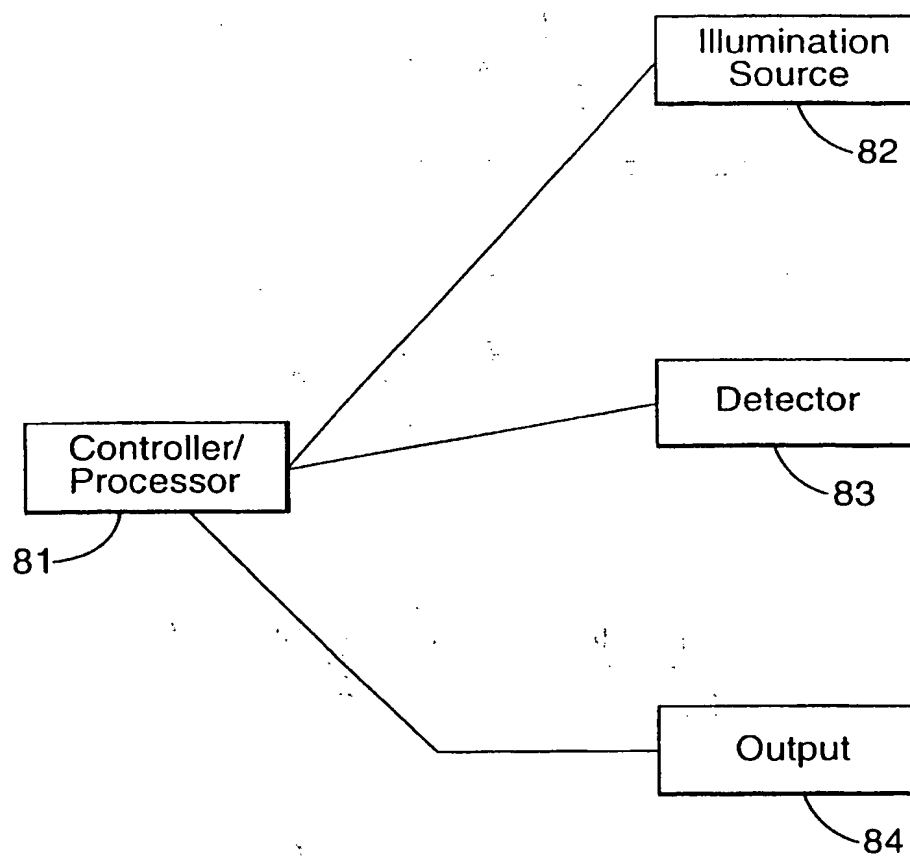 Illumination
Source
82
Detector
83
Controller/
Processor
81
Output
84